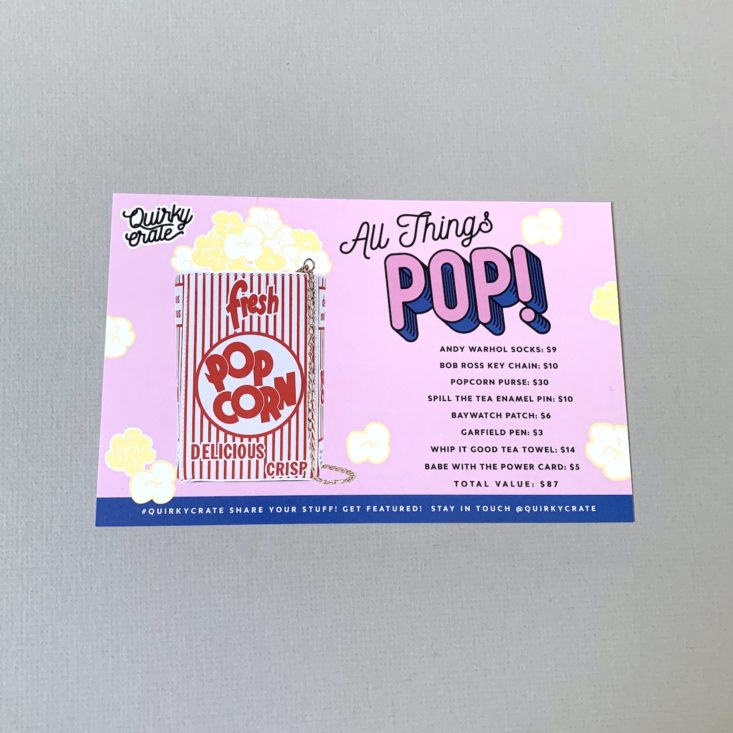 Quirky
Crate
All Things
POP!
fresh
POP
CORN
DELICIOUS
CRISP
ANDY WARHOL SOCKS: $9
BOB ROSS KEY CHAIN: $10
POPCORN PURSE: $30
SPILL THE TEA ENAMEL PIN: $10
BAYWATCH PATCH: $6
GARFIELD PEN: $3
WHIP IT GOOD TEA TOWEL: $14
BABE WITH THE POWER CARD: $5
TOTAL VALUE: $87
#QUIRKYCRATE SHARE YOUR STUFF! GET FEATURED! STAY IN TOUCH @QUIRKYCRATE